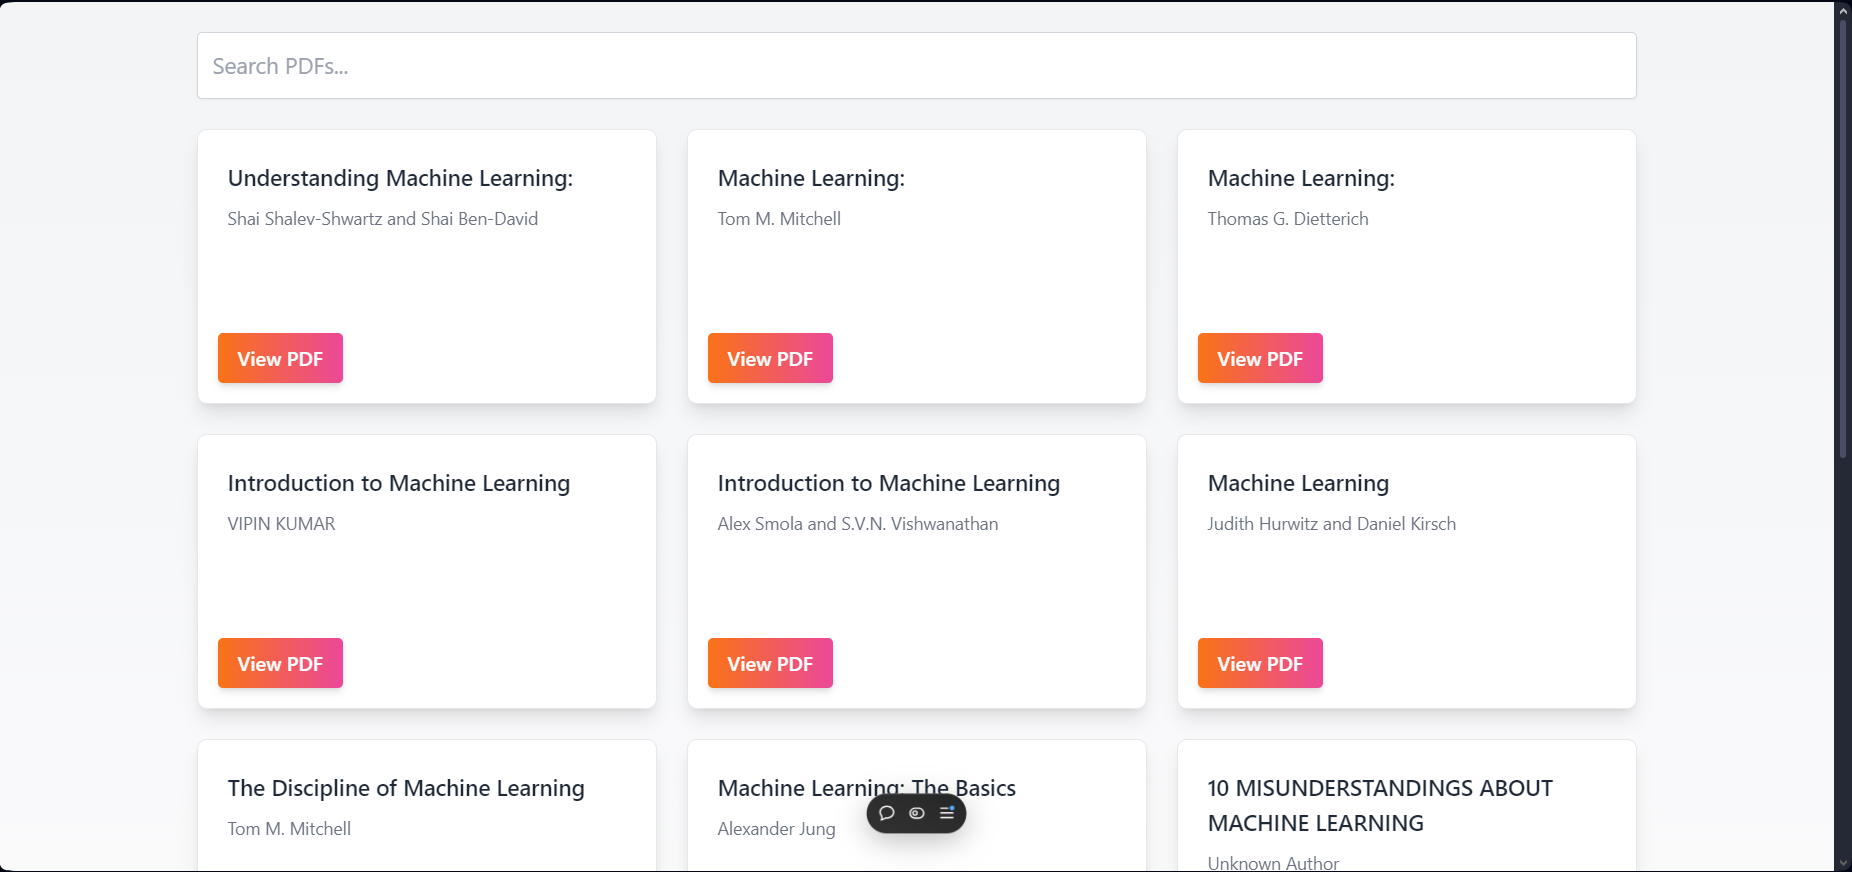 Search PDFs...
Understanding Machine Learning:
Shai Shalev-Shwartz and Shai Ben-David
View PDF
Machine Learning:
Tom M. Mitchell
View PDF
Machine Learning:
Thomas G. Dietterich
View PDF
Introduction to Machine Learning
VIPIN KUMAR
View PDF
Introduction to Machine Learning
Alex Smola and S.V.N. Vishwanathan
View PDF
Machine Learning
Judith Hurwitz and Daniel Kirsch
View PDF
The Discipline of Machine Learning
Tom M. Mitchell
Machine Learning: The Basics
Alexander Jung
10 MISUNDERSTANDINGS ABOUT
MACHINE LEARNING
Unknown Author